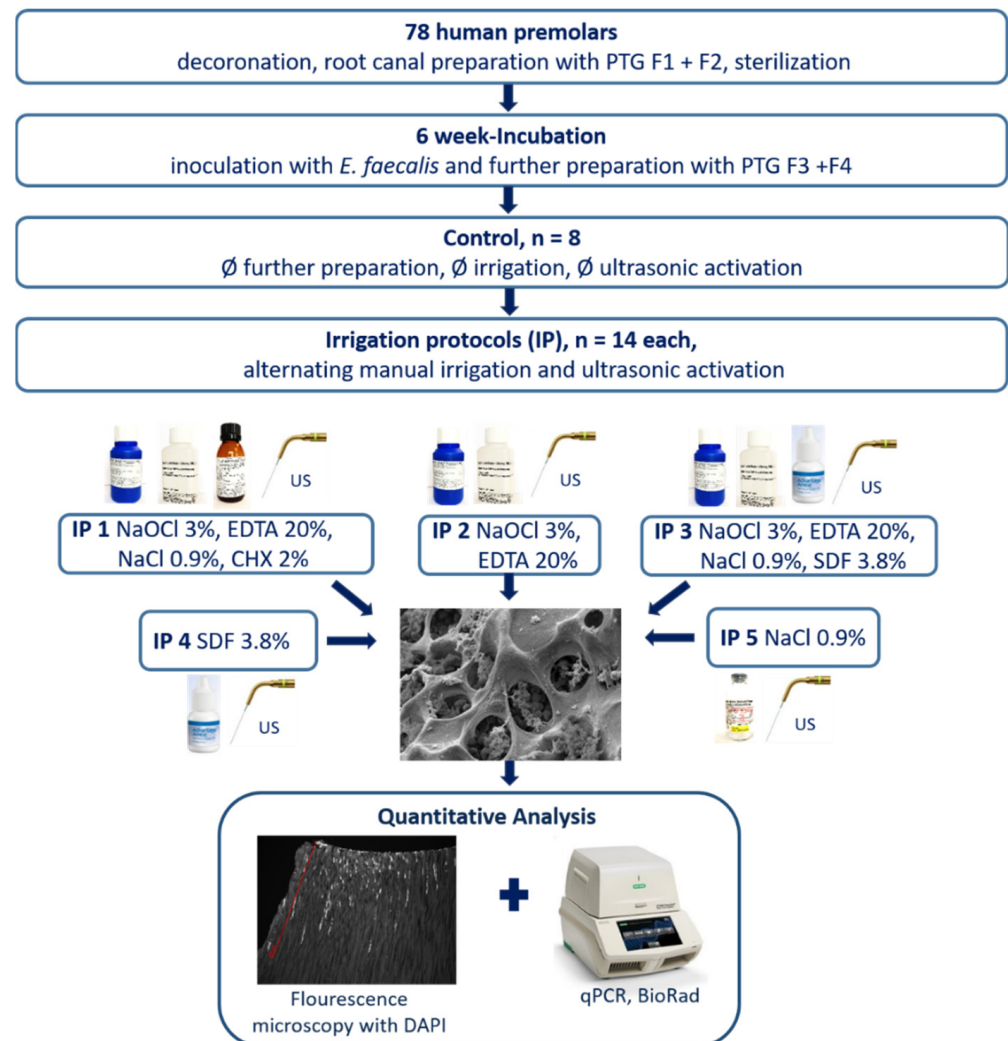 78 human premolars
decoronation, root canal preparation with PTG F1 + F2, sterilization
6 week-Incubation
inoculation with E. faecalis and further preparation with PTG F3 +F4
Control, n = 8
Ø further preparation, Ø irrigation, Ø ultrasonic activation
Irrigation protocols (IP), n = 14 each,
alternating manual irrigation and ultrasonic activation
US
US
US
IP 1 NaOCl 3%, EDTA 20%,
NaCl 0.9%, CHX 2%
IP 2 NaOCl 3%,
EDTA 20%
IP 3 NaOCl 3%, EDTA 20%,
NaCl 0.9%, SDF 3.8%
IP 4 SDF 3.8%
IP 5 NaCl 0.9%
US
US
Quantitative Analysis
Flourescence
microscopy with DAPI
qPCR, BioRad